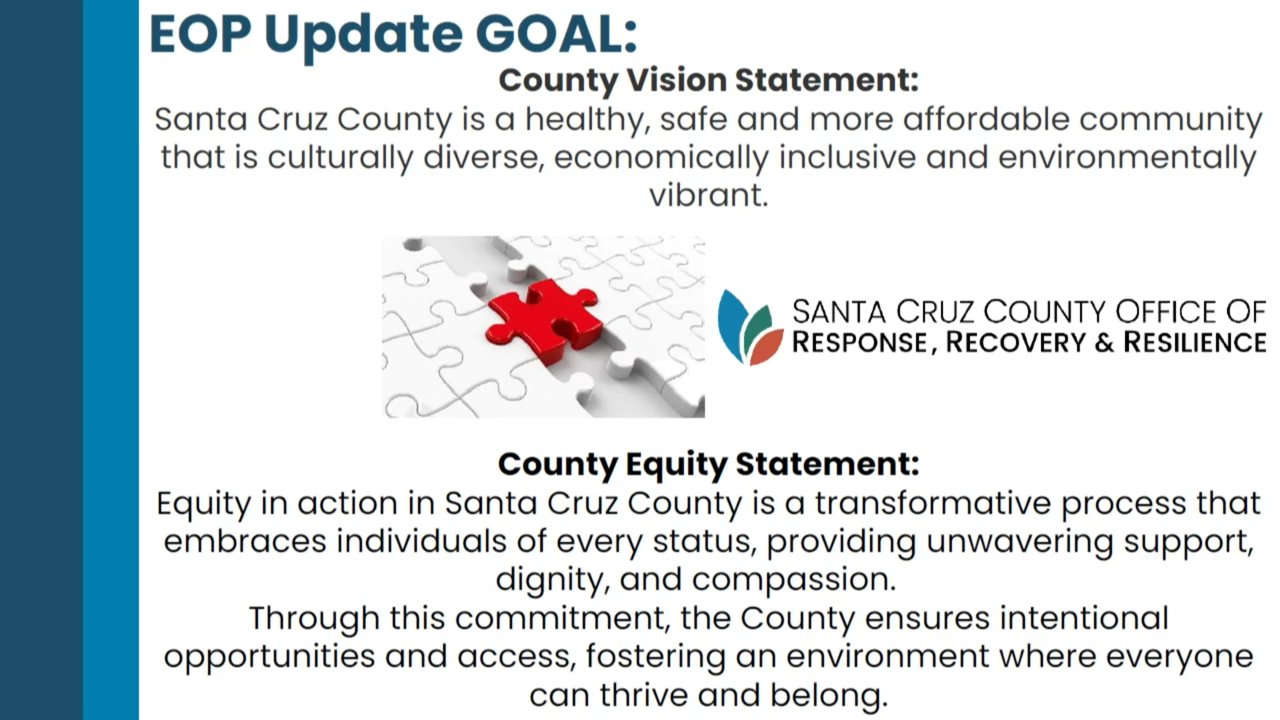 EOP Update GOAL:
County Vision Statement:
Santa Cruz County is a healthy, safe and more affordable community
that is culturally diverse, economically inclusive and environmentally
vibrant.
SANTA CRUZ COUNTY OFFICE OF
RESPONSE, RECOVERY & RESILIENCE
County Equity Statement:
Equity in action in Santa Cruz County is a transformative process that
embraces individuals of every status, providing unwavering support,
dignity, and compassion.
Through this commitment, the County ensures intentional
opportunities and access, fostering an environment where everyone
can thrive and belong.